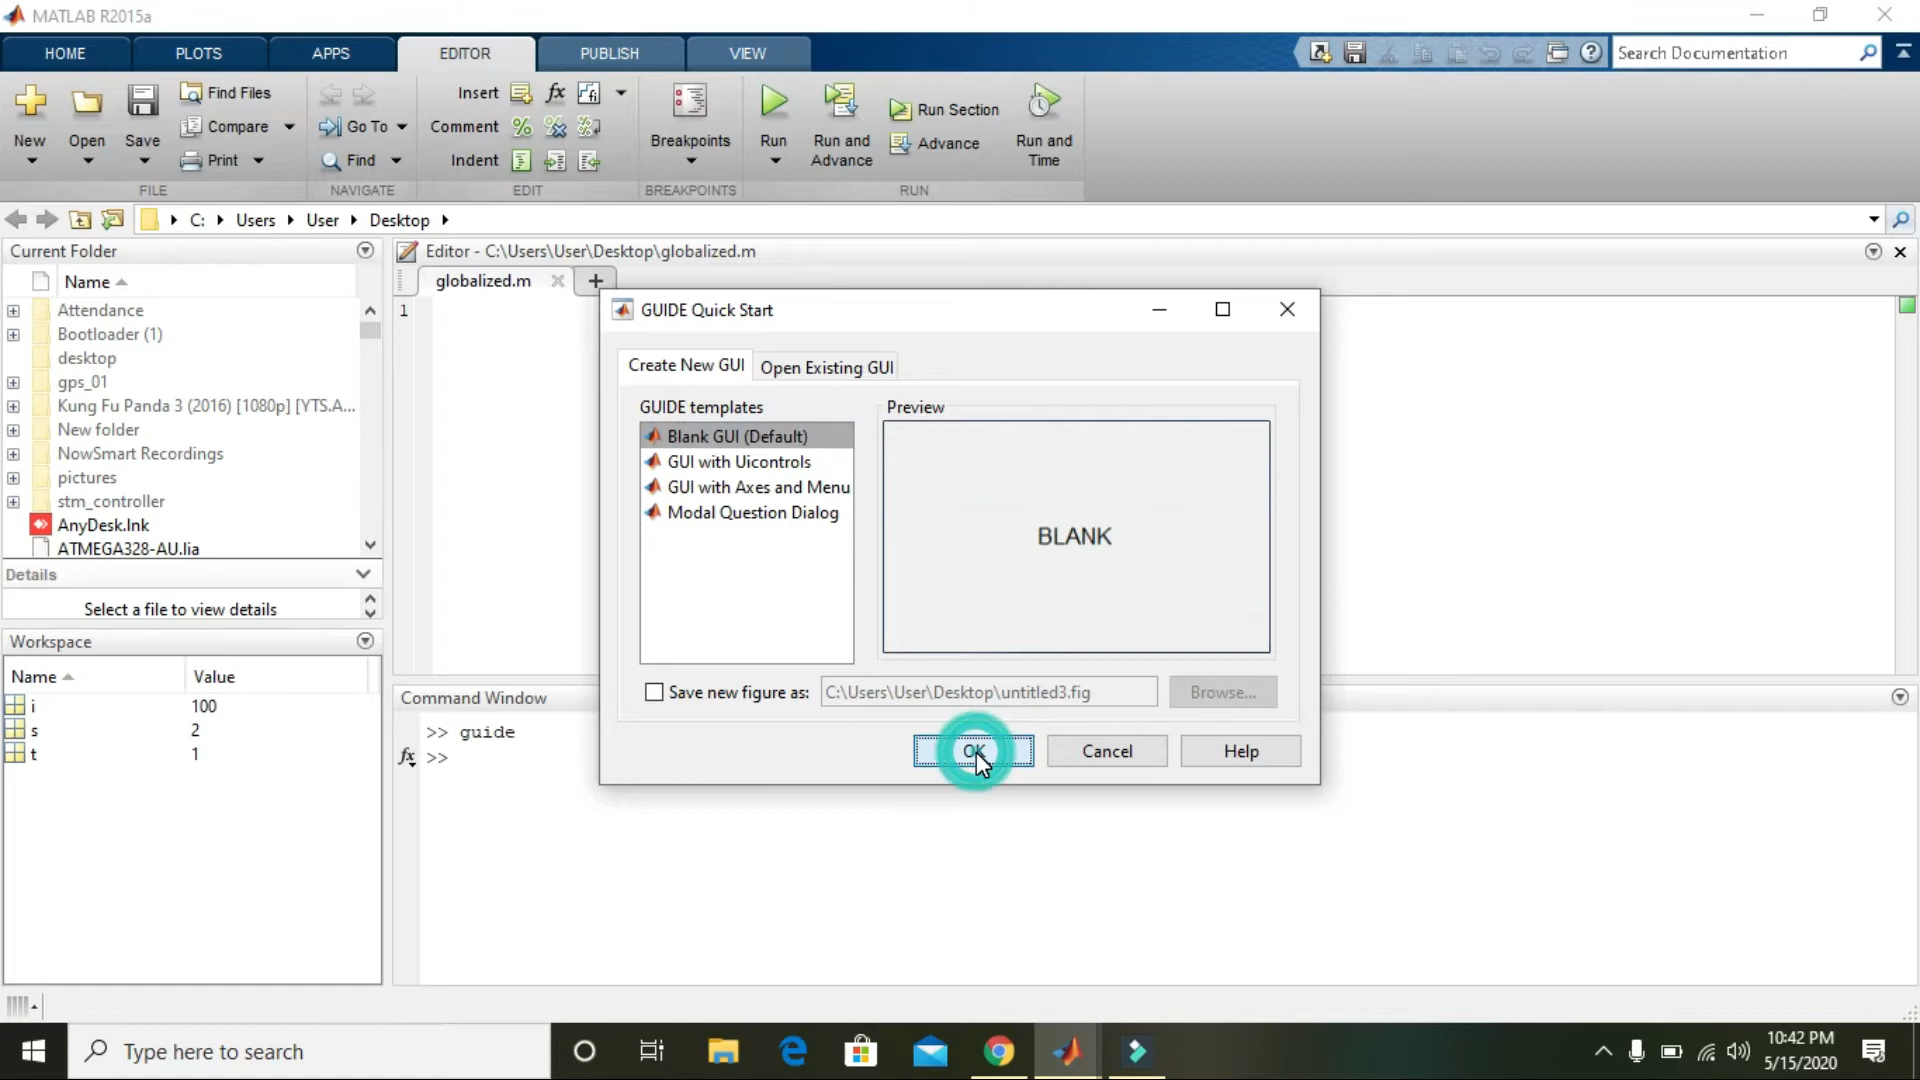 MATLAB R2015a
HOME PLOTS APPS EDITOR PUBLISH VIEW
Search Documentation
New
Open
Save
Find Files
Compare
Print
FILE
Go To
Find
NAVIGATE
Insert
Comment
Indent
EDIT
Breakpoints
BREAKPOINTS
Run
Run and Advance
Run Section
Advance
Run and Time
RUN
C: Users User Desktop
Current Folder
Name
Attendance
Bootloader (1)
desktop
gps_01
Kung Fu Panda 3 (2016) [1080p] [YTS.A...
New folder
NowSmart Recordings
pictures
stm_controller
AnyDesk.lnk
ATMEGA328-AU.lia
Details
Select a file to view details
Workspace
Name Value
i 100
s 2
t 1
Editor - C:\Users\User\Desktop\globalized.m
globalized.m
1
GUIDE Quick Start
Create New GUI Open Existing GUI
GUIDE templates
Blank GUI (Default)
GUI with Uicontrols
GUI with Axes and Menu
Modal Question Dialog
Preview
BLANK
Save new figure as: C:\Users\User\Desktop\untitled3.fig Browse...
OK Cancel Help
Command Window
>> guide
fx >>
Type here to search
10:42 PM
5/15/2020